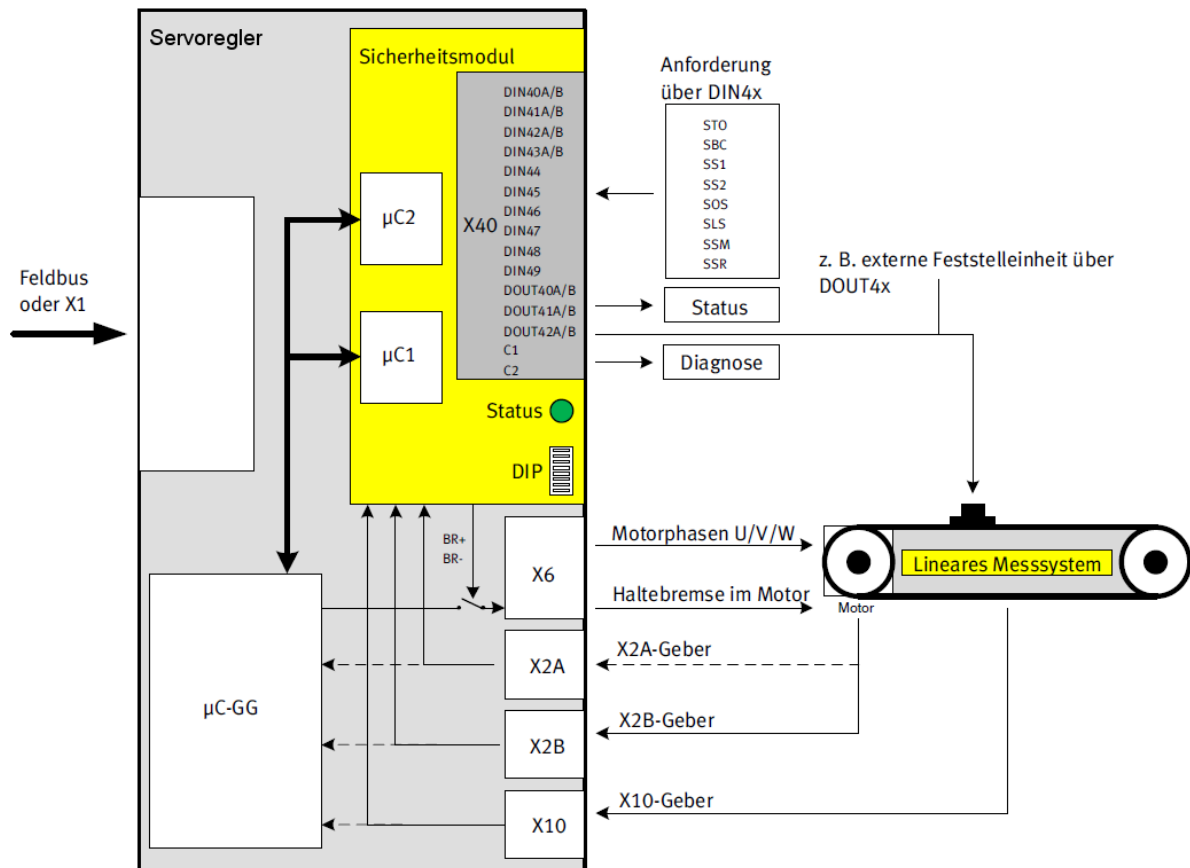 Servoregler
Sicherheitsmodul
Anforderung
über DIN4x
DIN40A/B
DIN41A/B
DIN42A/B
DIN43A/B
DIN44
DIN45
DIN46
DIN47
DIN48
DIN49
DOUT40A/B
DOUT41A/B
DOUT42A/B
C1
C2
X40
STO
SBC
SS1
SS2
SOS
SLS
SSM
SSR
µC2
µC1
Feldbus
oder X1
z. B. externe Feststelleinheit über
DOUT4x
Status
Diagnose
Status
DIP
BR+
BR-
X6
Motorphasen U/V/W
Lineares Messsystem
Haltebremse im Motor
Motor
X2A
X2A-Geber
µC-GG
X2B
X2B-Geber
X10
X10-Geber